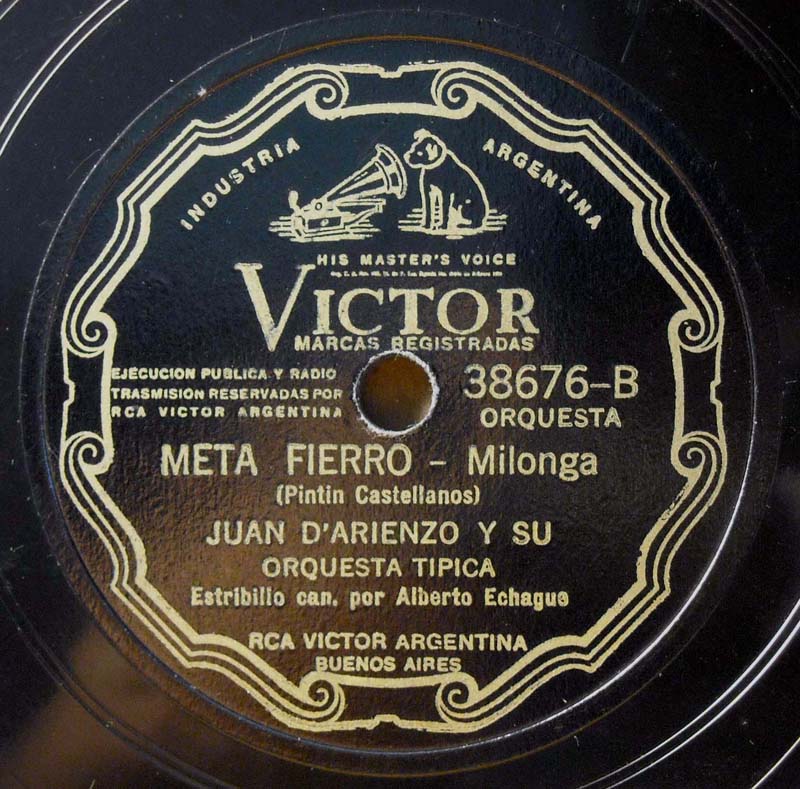 INDUSTRIA ARGENTINA
HIS MASTER'S VOICE
VICTOR
MARCAS REGISTRADAS
EJECUCION PUBLICA Y RADIO
TRASMISION RESERVADAS POR
RCA VICTOR ARGENTINA
38676-B
ORQUESTA
META FIERRO - Milonga
(Pintin Castellanos)
JUAN D'ARIENZO Y SU
ORQUESTA TIPICA
Estribillo can. por Alberto Echague
RCA VICTOR ARGENTINA
BUENOS AIRES